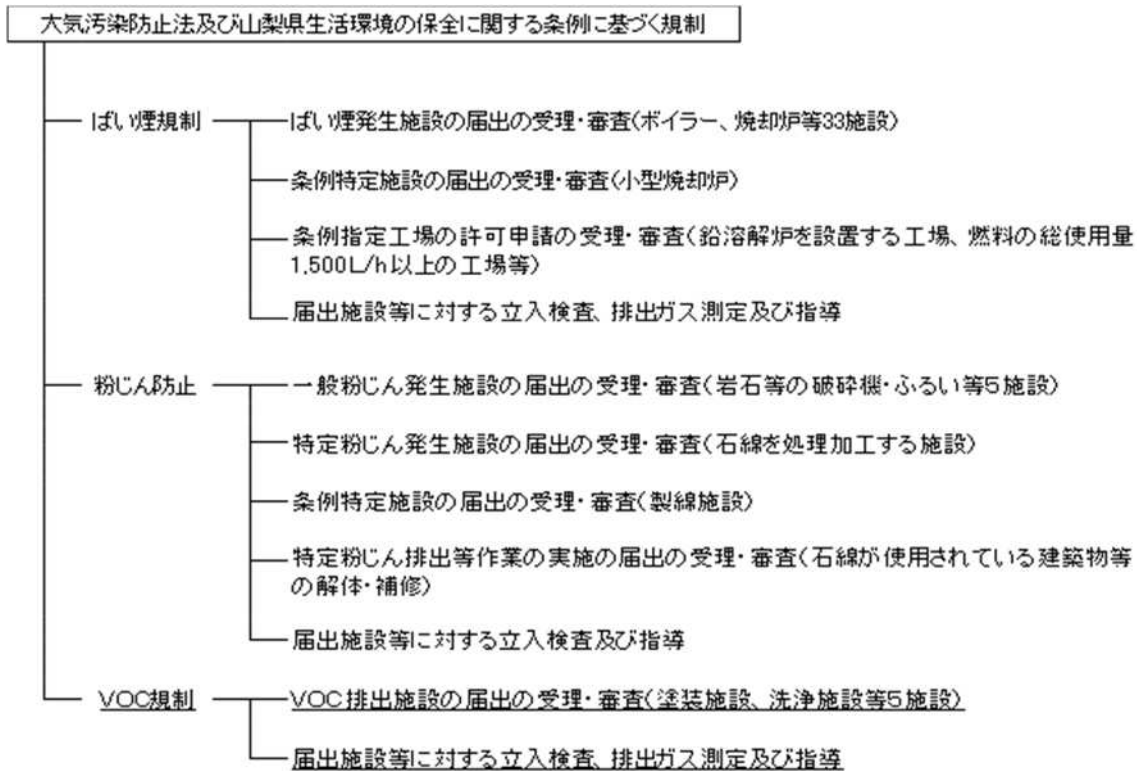 大気汚染防止法及び山梨県生活環境の保全に関する条例に基づく規制
ばい煙規制
ばい煙発生施設の届出の受理・審査(ボイラー、焼却炉等33施設)
条例特定施設の届出の受理・審査(小型焼却炉)
条例指定工場の許可申請の受理・審査(鉛溶解炉を設置する工場、燃料の総使用量
1,500L/h以上の工場等)
届出施設等に対する立入検査、排出ガス測定及び指導
粉じん防止
一般粉じん発生施設の届出の受理・審査(岩石等の破砕機・ふるい等5施設)
特定粉じん発生施設の届出の受理・審査(石綿を処理加工する施設)
条例特定施設の届出の受理・審査(製綿施設)
特定粉じん排出等作業の実施の届出の受理・審査(石綿が使用されている建築物等
の解体・補修)
届出施設等に対する立入検査及び指導
VOC規制
VOC排出施設の届出の受理・審査(塗装施設、洗浄施設等5施設)
届出施設等に対する立入検査、排出ガス測定及び指導